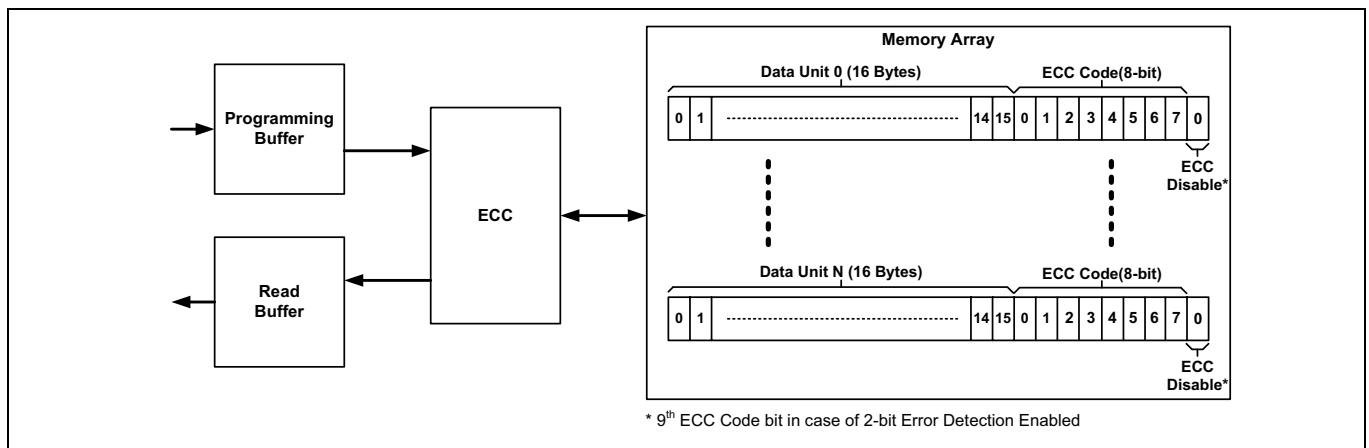 Memory Array
Data Unit 0 (16 Bytes) ECC Code(8-bit)
0 1 14 15 0 1 2 3 4 5 6 7 0
ECC
Disable*
Programming
Buffer
ECC
Read
Buffer
Data Unit N (16 Bytes) ECC Code(8-bit)
0 1 14 15 0 1 2 3 4 5 6 7 0
ECC
Disable*
* 9th ECC Code bit in case of 2-bit Error Detection Enabled